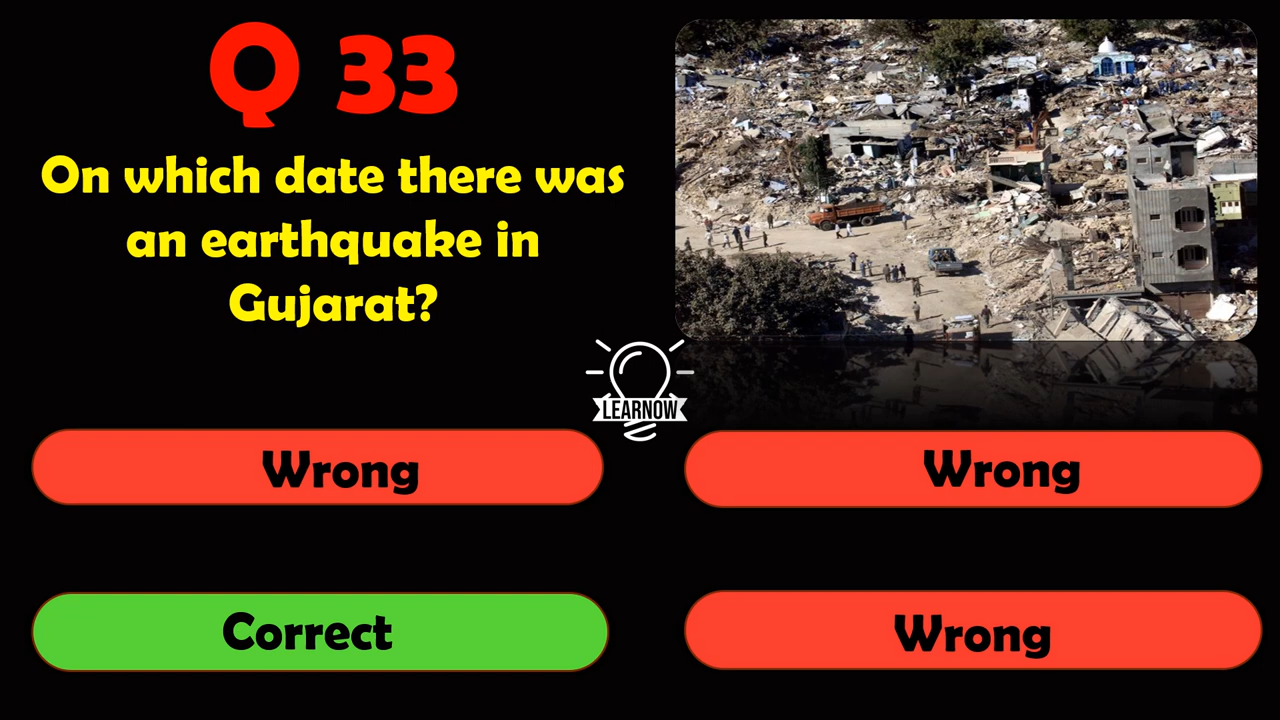 Q 33
On which date there was
an earthquake in
Gujarat?
LEARNOW
Wrong
Wrong
Correct
Wrong